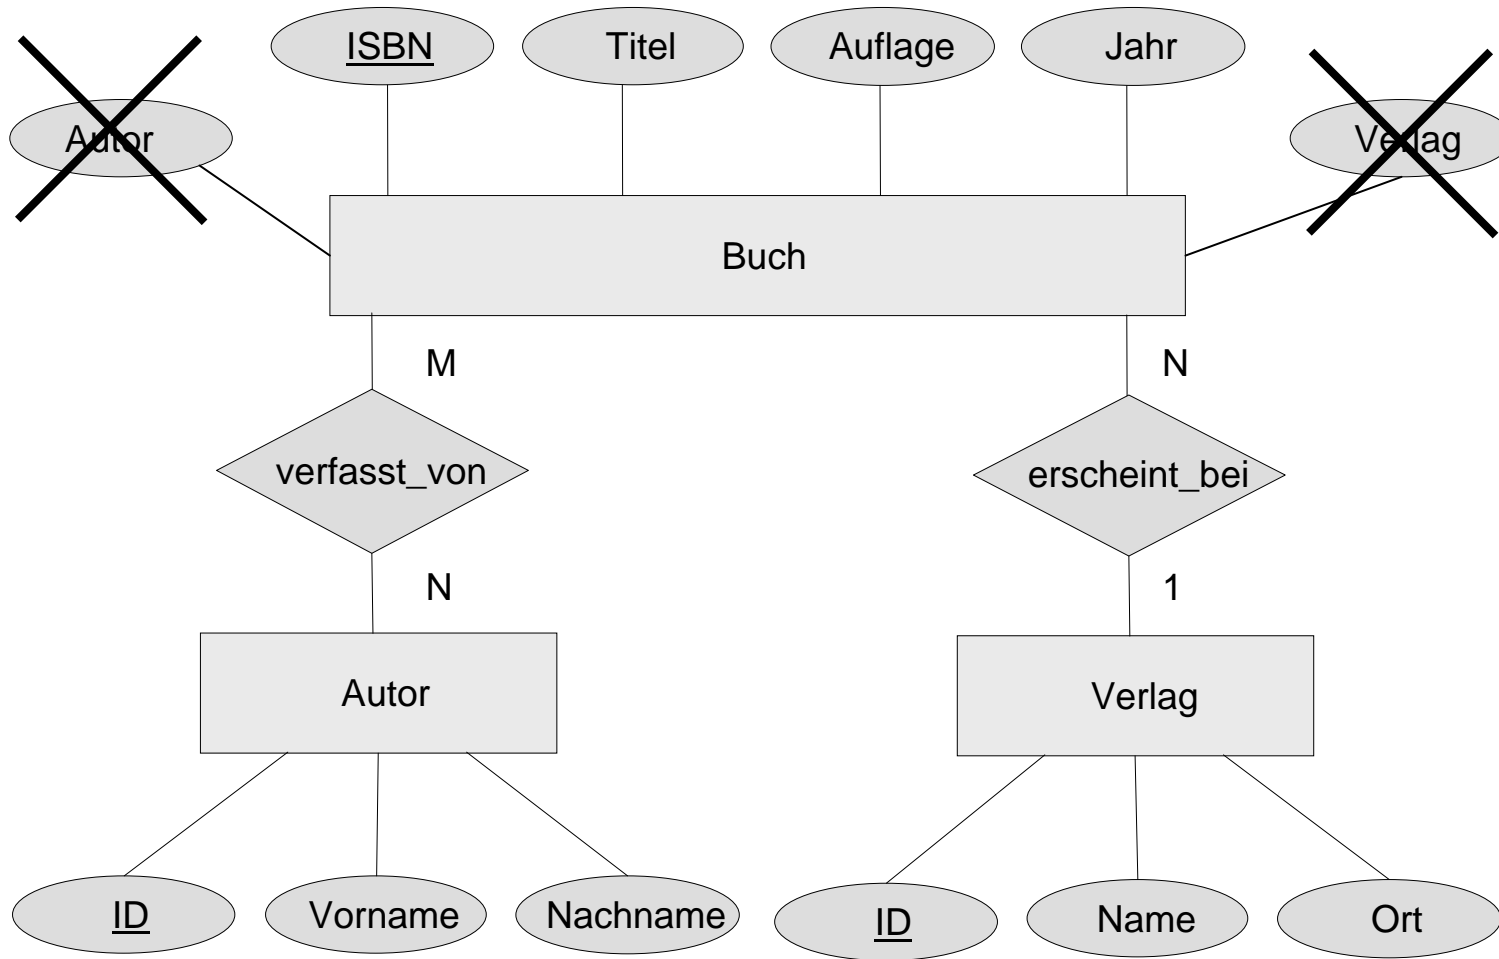 ISBN
Titel
Auflage
Jahr
Autor
Verlag
Buch
M
N
verfasst_von
erscheint_bei
N
1
Autor
Verlag
ID
Vorname
Nachname
ID
Name
Ort